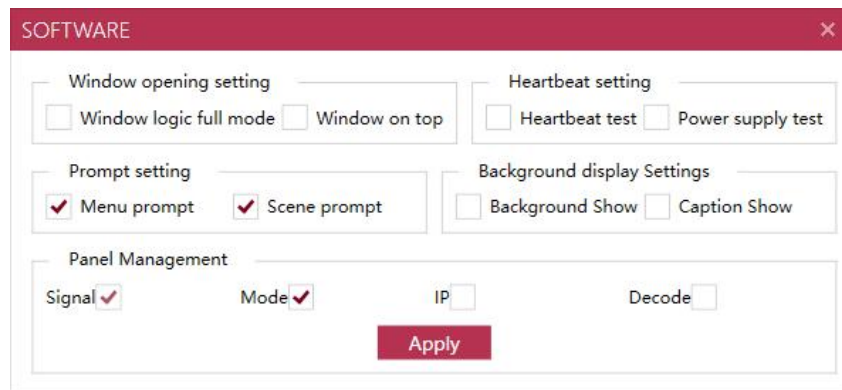 SOFTWARE
Window opening setting
Window logic full mode Window on top
Heartbeat setting
Heartbeat test Power supply test
Prompt setting
Menu prompt Scene prompt
Background display Settings
Background Show Caption Show
Panel Management
Signal Mode IP Decode
Apply